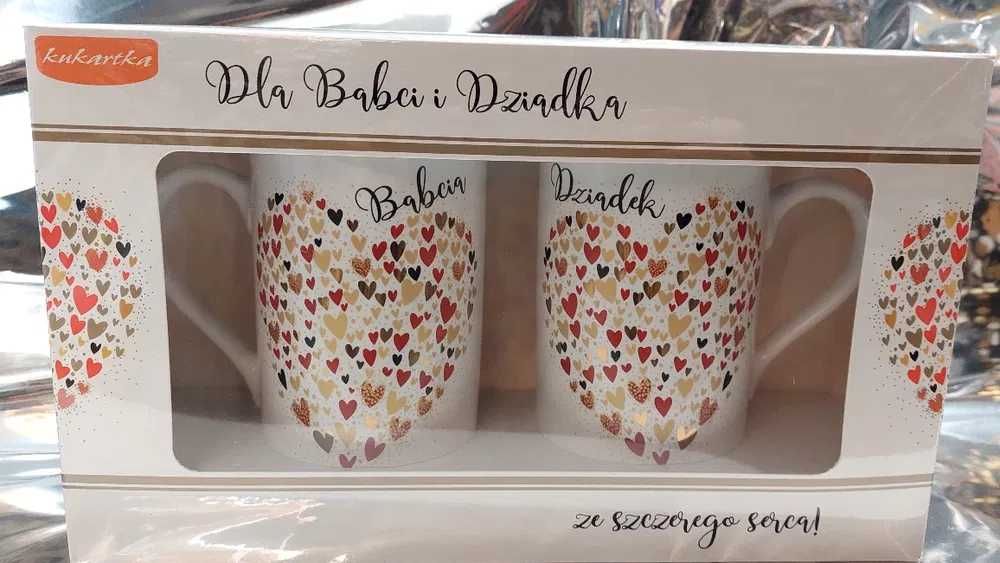 kukartka
Dla Babci i Dziadka
Babcia
Dziadek
ze szczerego serca!